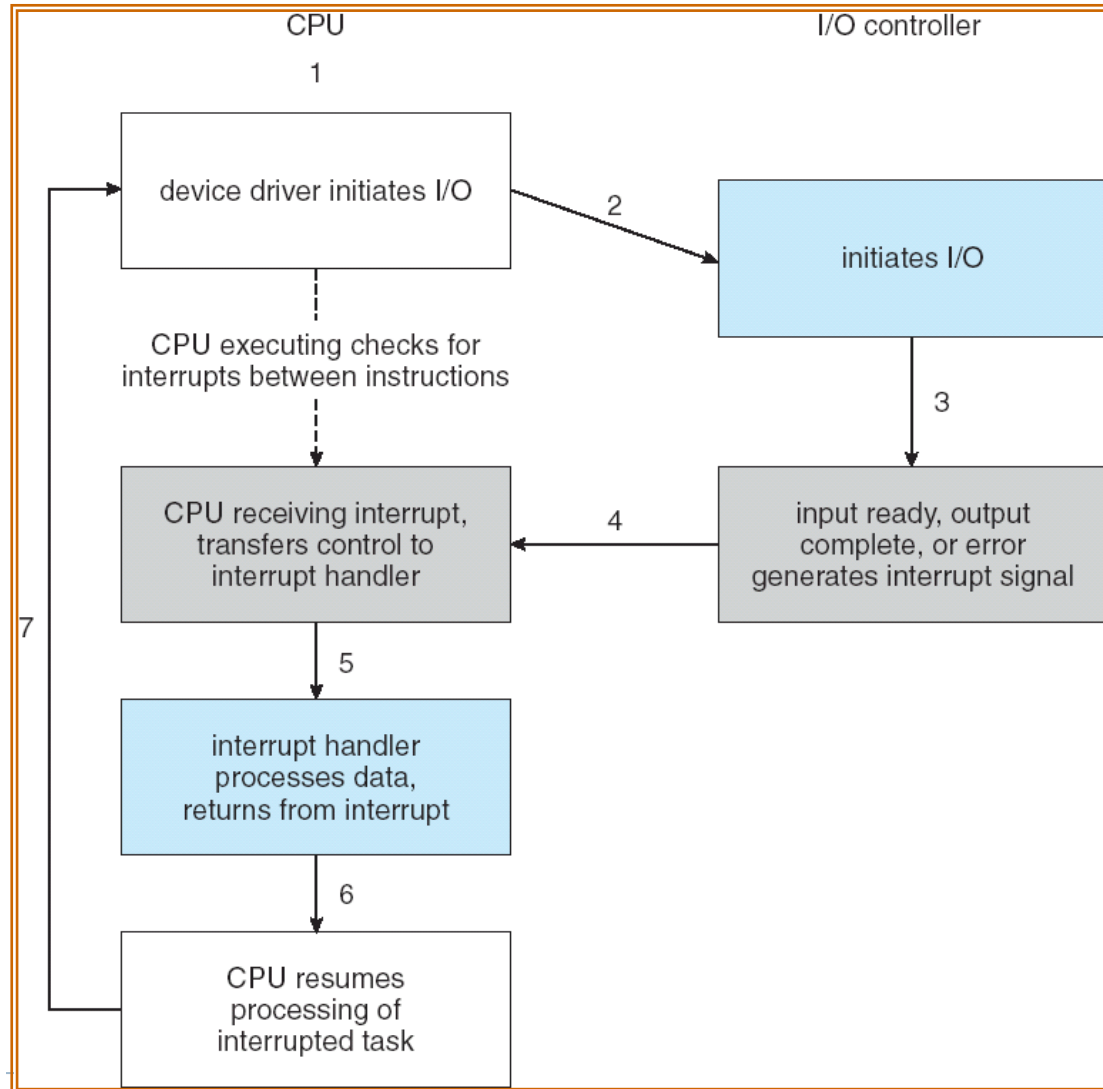 CPU
I/O controller
1
device driver initiates I/O
2
initiates I/O
CPU executing checks for
interrupts between instructions
3
CPU receiving interrupt,
transfers control to
interrupt handler
4
input ready, output
complete, or error
generates interrupt signal
7
5
interrupt handler
processes data,
returns from interrupt
6
CPU resumes
processing of
interrupted task